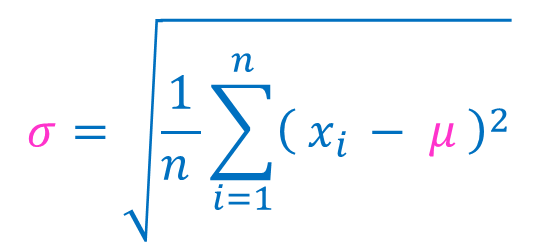 σ = √(1/n ∑_{i=1}^{n} (x_i − μ)²)